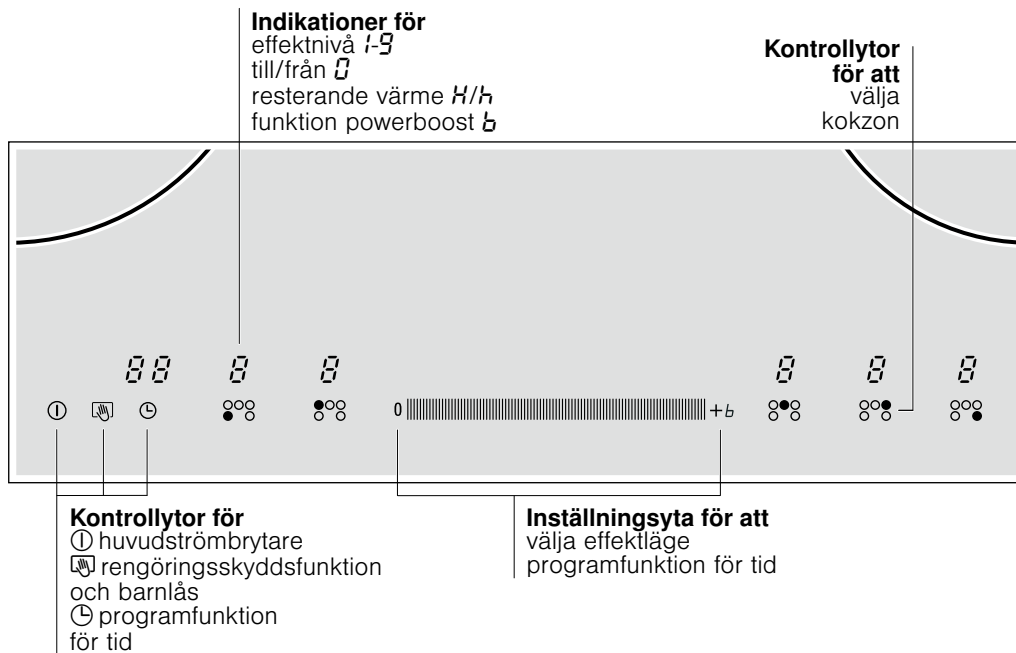 Indikationer för
effektnivå 1-9
till/från 0
resterande värme H/h
funktion powerboost b
Kontrollytor
för att
välja
kokzon
88 8 8 8 8 8
0 + b
Kontrollytor för
huvudströmbrytare
rengöringsskyddsfunktion
och barnlås
programfunktion
för tid
Inställningsyta för att
välja effektläge
programfunktion för tid